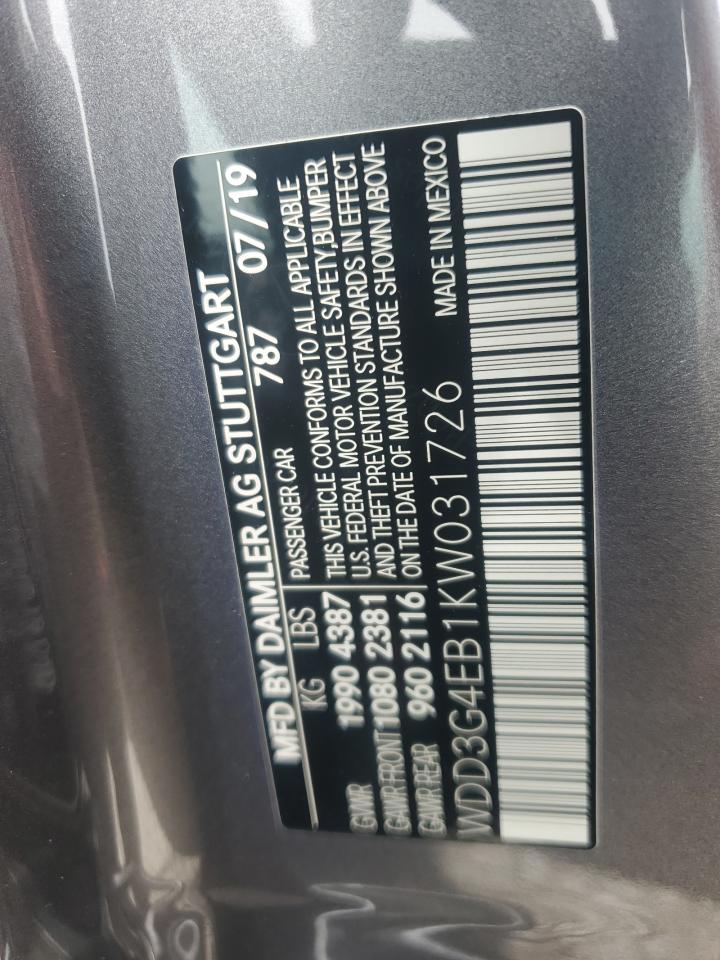 MFD BY DAIMLER AG STUTTGART
KG LBS 787 07/19
GAWR 1990 4387
GAWR FRONT 1080 2381
GAWR REAR 960 2116
PASSENGER CAR
THIS VEHICLE CONFORMS TO ALL APPLICABLE
U.S. FEDERAL MOTOR VEHICLE SAFETY,BUMPER
AND THEFT PREVENTION STANDARDS IN EFFECT
ON THE DATE OF MANUFACTURE SHOWN ABOVE
WDD3G4EB1KW031726 MADE IN MEXICO